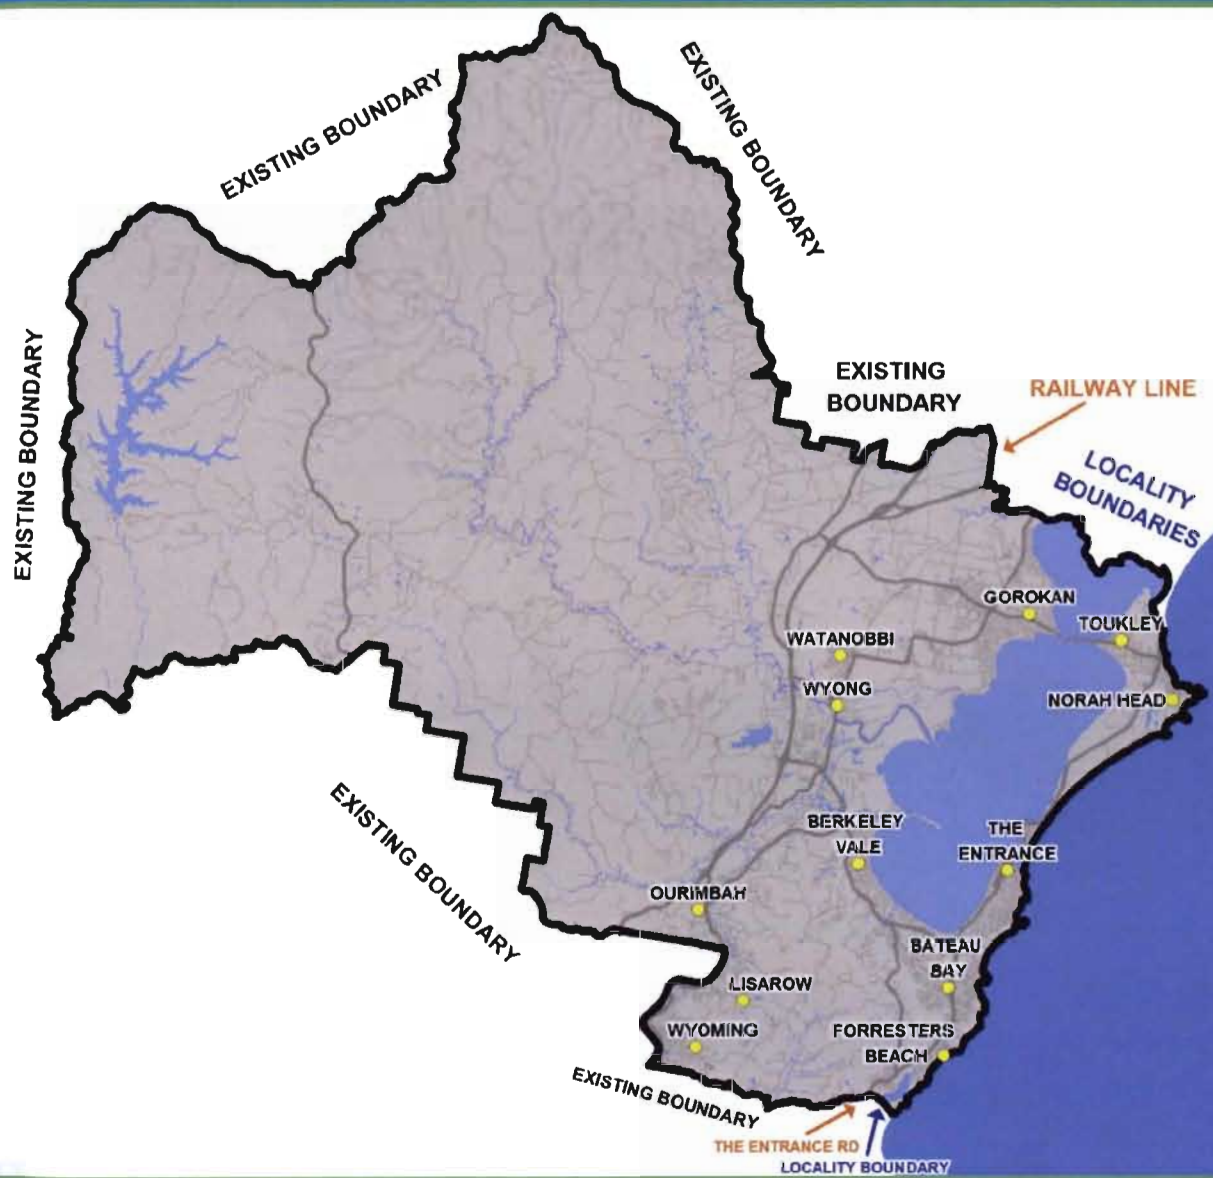 EXISTING BOUNDARY
EXISTING BOUNDARY
EXISTING BOUNDARY
EXISTING
BOUNDARY
RAILWAY LINE
LOCALITY
BOUNDARIES
GOROKAN
TOUKLEY
WATANOBBI
WYONG
NORAH HEAD
EXISTING BOUNDARY
BERKELEY
VALE
THE
ENTRANCE
OURIMBAH
BATEAU
BAY
LISAROW
WYOMING
FORRESTERS
BEACH
EXISTING BOUNDARY
THE ENTRANCE RD
LOCALITY BOUNDARY